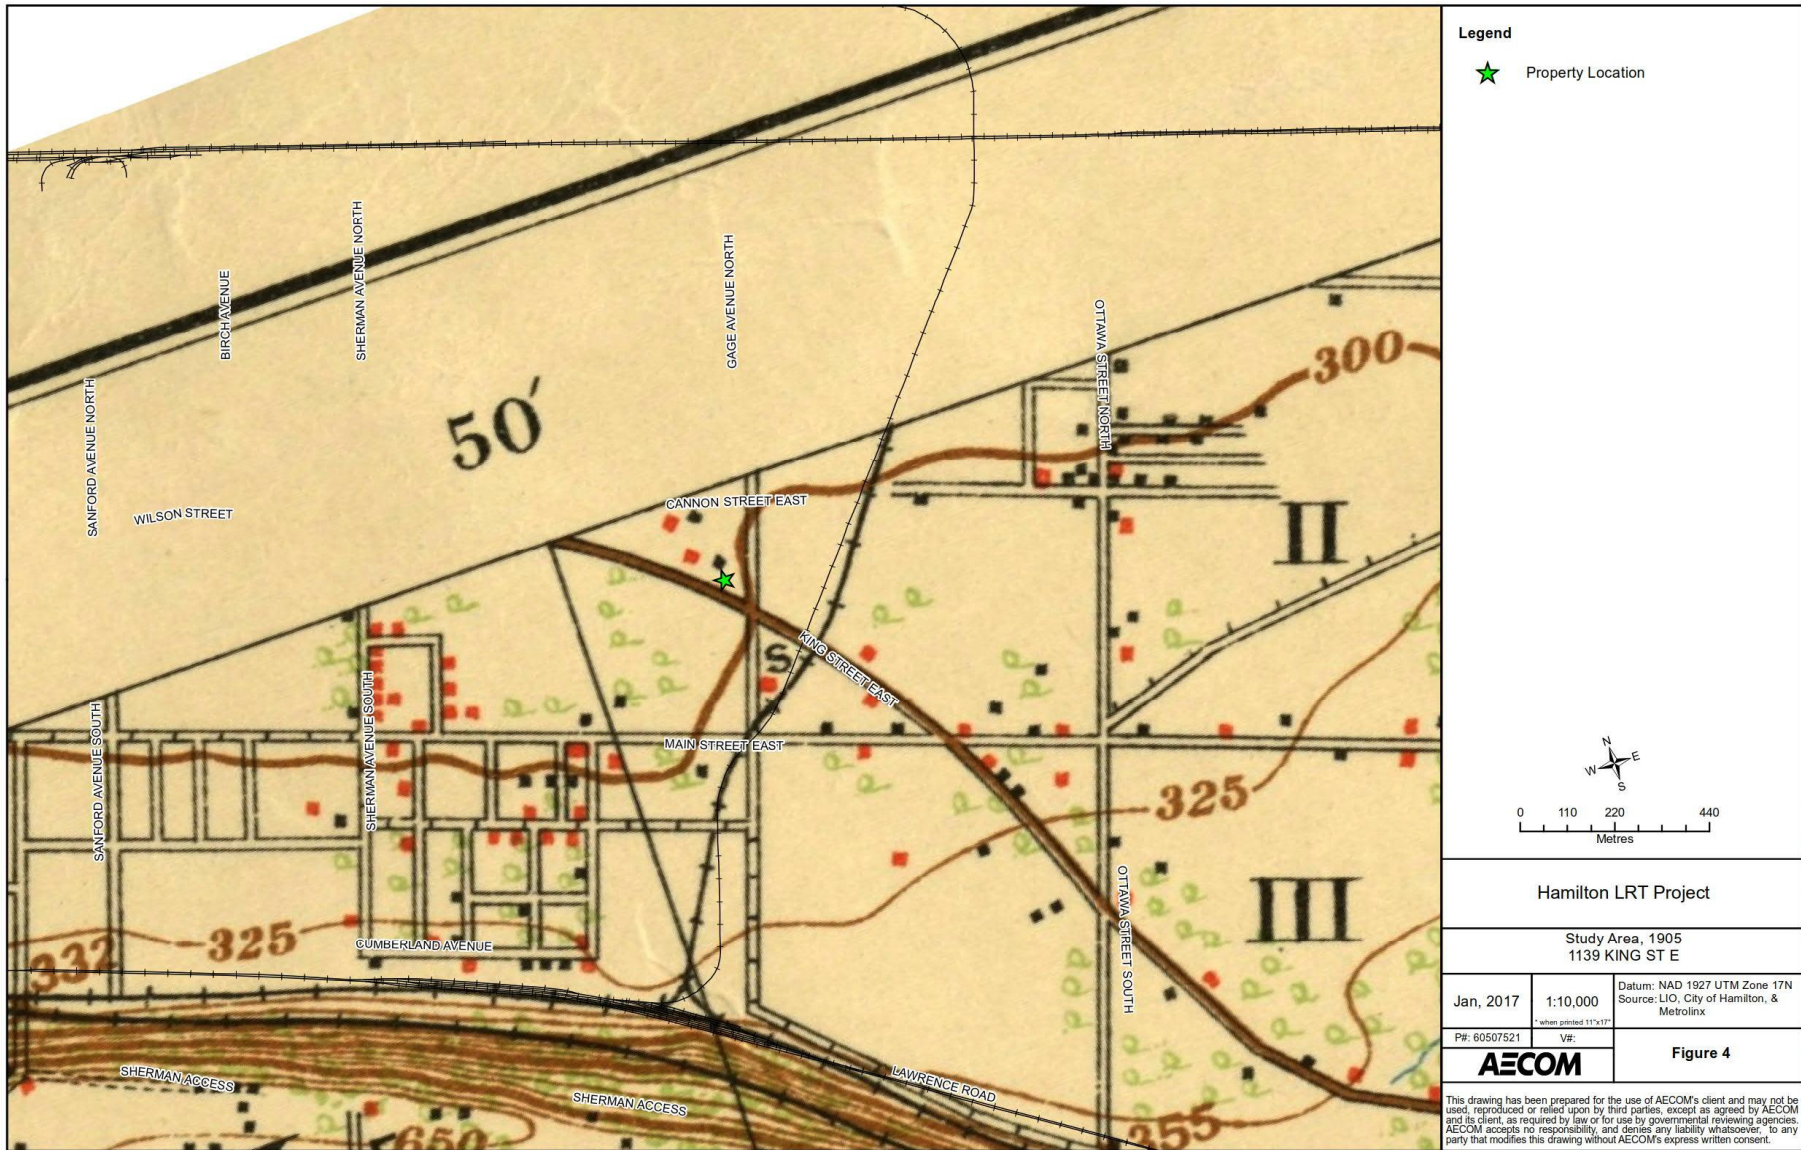 BIRCH AVENUE
SHERMAN AVENUE NORTH
GAGE AVENUE NORTH
OTTAWA STREET NORTH
SANFORD AVENUE NORTH
WILSON STREET
50'
300
CANNON STREET EAST
II
KING STREET EAST
S
SANFORD AVENUE SOUTH
SHERMAN AVENUE SOUTH
MAIN STREET EAST
325
OTTAWA STREET SOUTH
III
332
325
CUMBERLAND AVENUE
SHERMAN ACCESS
SHERMAN ACCESS
LAWRENCE ROAD
650
355
Legend
Property Location
N
W
E
S
0 110 220 440
Metres
Hamilton LRT Project
Study Area, 1905
1139 KING ST E
Jan, 2017
1:10,000
* when printed 11"x17"
Datum: NAD 1927 UTM Zone 17N
Source: LIO, City of Hamilton, &
Metrolinx
P#: 60507521
V#:
AECOM
Figure 4
This drawing has been prepared for the use of AECOM's client and may not be
used, reproduced or relied upon by third parties, except as agreed by AECOM
and its client, as required by law or for use by governmental reviewing agencies.
AECOM accepts no responsibility, and denies any liability whatsoever, to any
party that modifies this drawing without AECOM's express written consent.